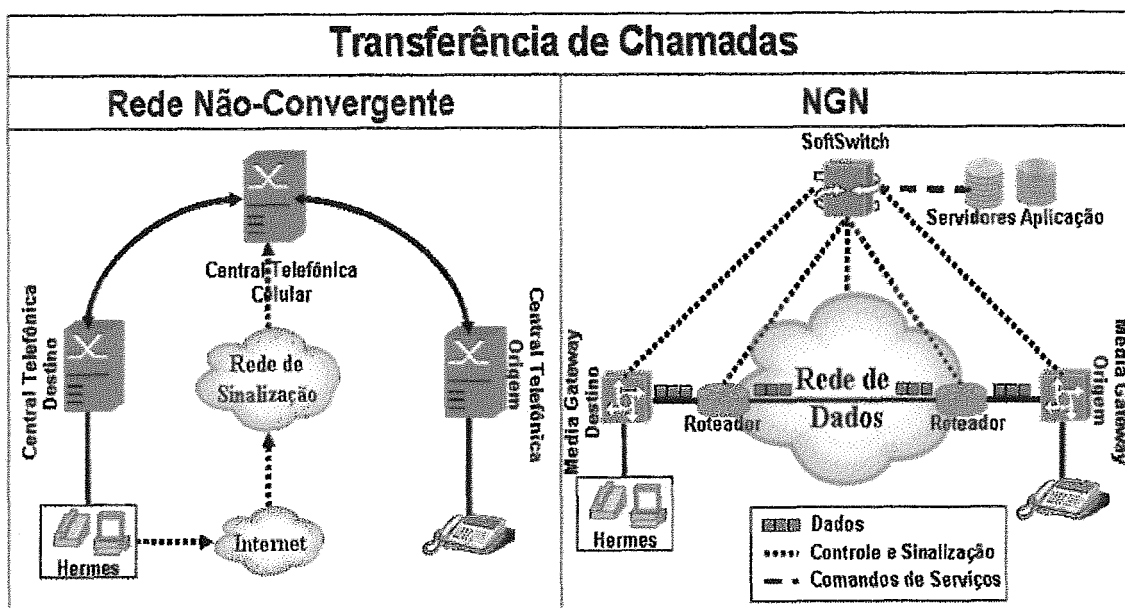 Transferência de Chamadas
Rede Não-Convergente
NGN
Central Telefônica
Celular
Central Telefônica
Destino
Rede de
Sinalização
Central Telefônica
Origem
Hermes
Internet
SoftSwitch
Servidores Aplicação
Media Gateway
Destino
Roteador
Rede de
Dados
Roteador
Media Gateway
Origem
Hermes
Dados
Controle e Sinalização
Comandos de Serviços